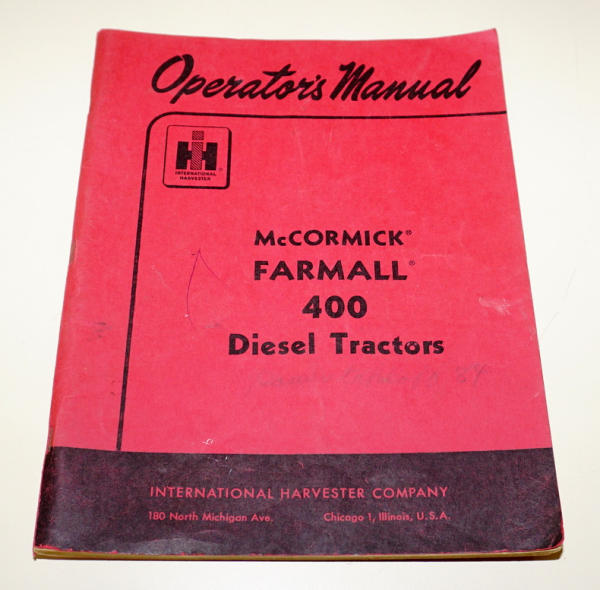 Operator's Manual
IH
INTERNATIONAL
HARVESTER
®
McCORMICK®
FARMALL®
400
Diesel Tractors
INTERNATIONAL HARVESTER COMPANY
180 North Michigan Ave. Chicago 1, Illinois, U.S.A.